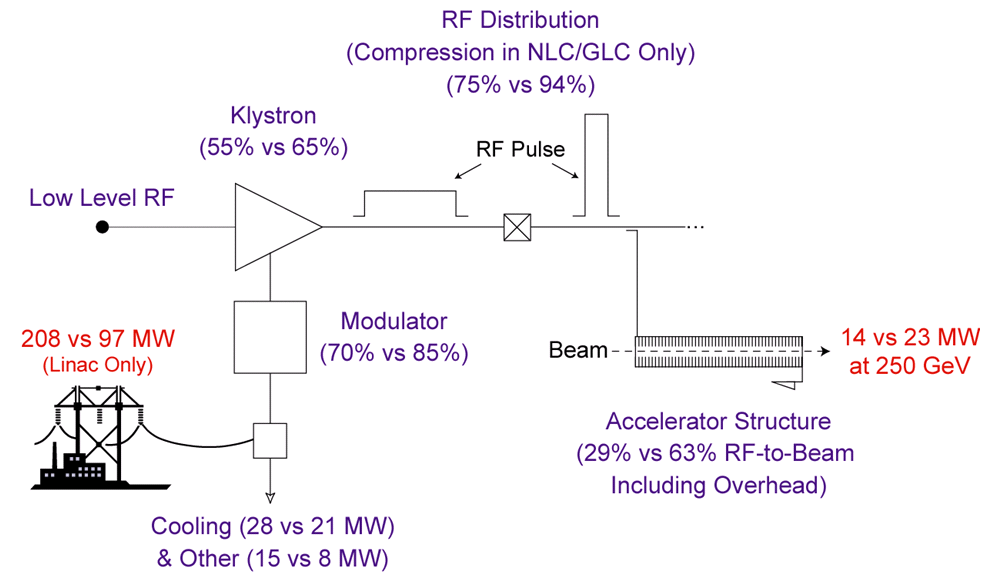 RF Distribution
(Compression in NLC/GLC Only)
(75% vs 94%)
Klystron
(55% vs 65%)
RF Pulse
Low Level RF
208 vs 97 MW
(Linac Only)
Modulator
(70% vs 85%)
Beam
14 vs 23 MW
at 250 GeV
Accelerator Structure
(29% vs 63% RF-to-Beam
Including Overhead)
Cooling (28 vs 21 MW)
& Other (15 vs 8 MW)